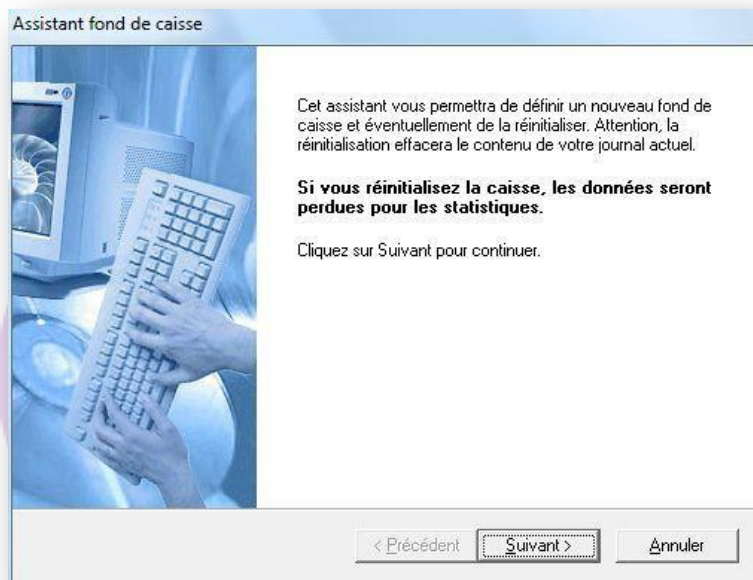 Assistant fond de caisse
Cet assistant vous permettra de définir un nouveau fond de
caisse et éventuellement de la réinitialiser. Attention, la
réinitialisation effacera le contenu de votre journal actuel.
Si vous réinitialisez la caisse, les données seront
perdues pour les statistiques.
Cliquez sur Suivant pour continuer.
< Précédent
Suivant >
Annuler